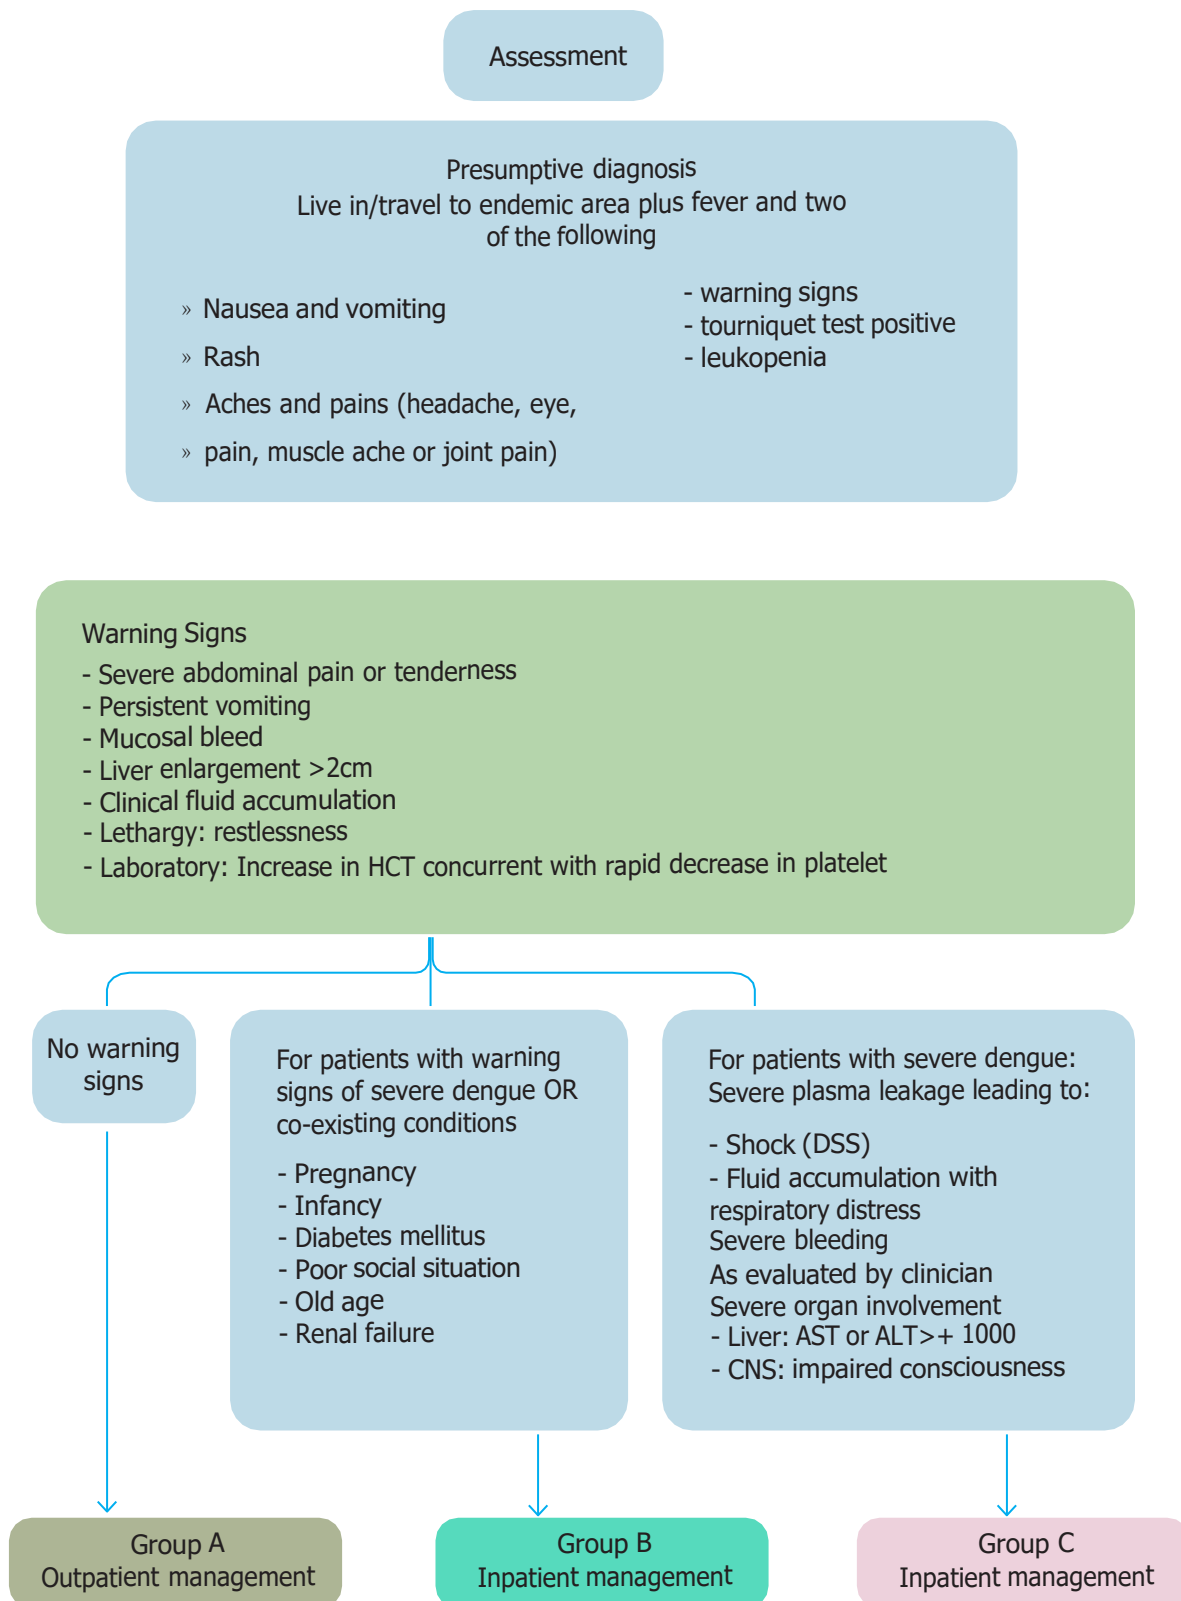 Assessment
Presumptive diagnosis
Live in/travel to endemic area plus fever and two
of the following
» Nausea and vomiting
» Rash
» Aches and pains (headache, eye,
» pain, muscle ache or joint pain)
- warning signs
- tourniquet test positive
- leukopenia
Warning Signs
- Severe abdominal pain or tenderness
- Persistent vomiting
- Mucosal bleed
- Liver enlargement >2cm
- Clinical fluid accumulation
- Lethargy: restlessness
- Laboratory: Increase in HCT concurrent with rapid decrease in platelet
No warning
signs
For patients with warning
signs of severe dengue OR
co-existing conditions
- Pregnancy
- Infancy
- Diabetes mellitus
- Poor social situation
- Old age
- Renal failure
For patients with severe dengue:
Severe plasma leakage leading to:
- Shock (DSS)
- Fluid accumulation with
respiratory distress
Severe bleeding
As evaluated by clinician
Severe organ involvement
- Liver: AST or ALT>+ 1000
- CNS: impaired consciousness
Group A
Outpatient management
Group B
Inpatient management
Group C
Inpatient management